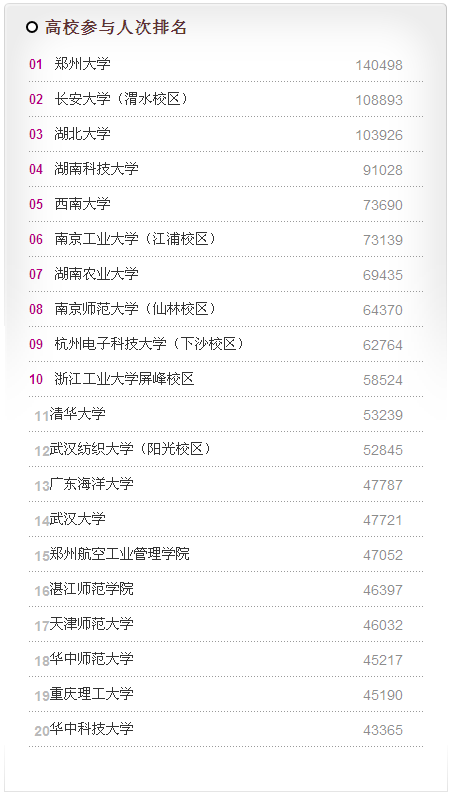 高校参与人次排名
01 郑州大学 140498
02 长安大学（渭水校区） 108893
03 湖北大学 103926
04 湖南科技大学 91028
05 西南大学 73690
06 南京工业大学（江浦校区） 73139
07 湖南农业大学 69435
08 南京师范大学（仙林校区） 64370
09 杭州电子科技大学（下沙校区） 62764
10 浙江工业大学屏峰校区 58524
11 清华大学 53239
12 武汉纺织大学（阳光校区） 52845
13 广东海洋大学 47787
14 武汉大学 47721
15 郑州航空工业管理学院 47052
16 湛江师范学院 46397
17 天津师范大学 46032
18 华中师范大学 45217
19 重庆理工大学 45190
20 华中科技大学 43365